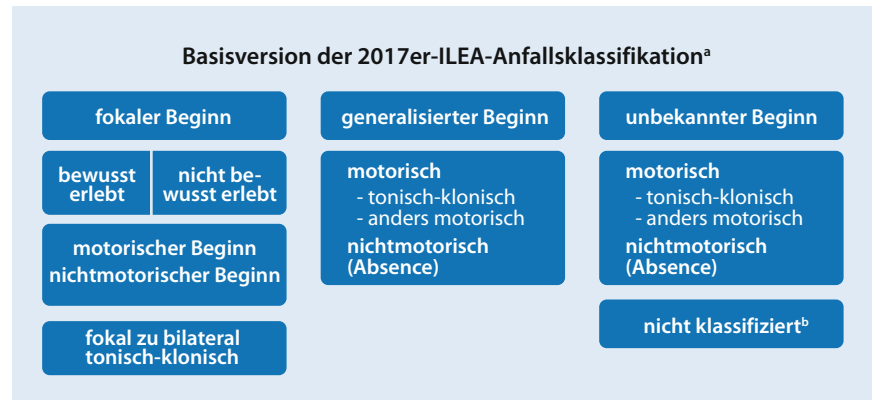 Basisversion der 2017er-ILEA-Anfallsklassifikationᵃ
fokaler Beginn
bewusst
erlebt
nicht be-
wusst erlebt
motorischer Beginn
nichtmotorischer Beginn
fokal zu bilateral
tonisch-klonisch
generalisierter Beginn
motorisch
- tonisch-klonisch
- anders motorisch
nichtmotorisch
(Absence)
unbekannter Beginn
motorisch
- tonisch-klonisch
- anders motorisch
nichtmotorisch
(Absence)
nicht klassifiziertᵇ